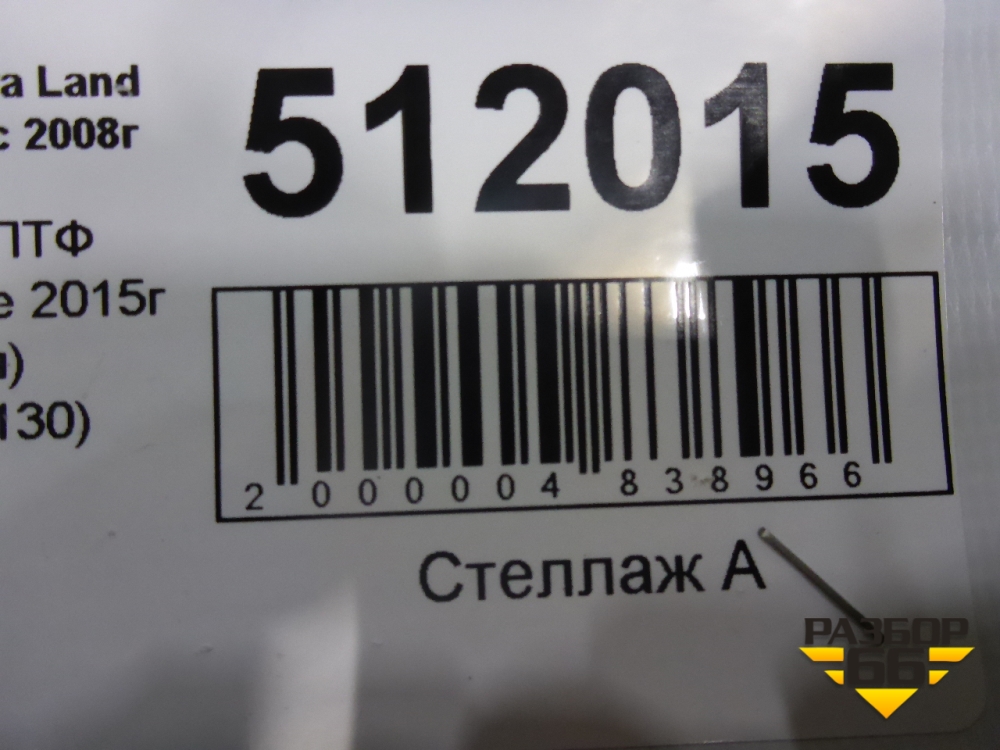 a Land
с 2008г
ПТФ
е 2015г
)
130)
512015
2 000004 838966
Стеллаж А
РАЗБОР
66